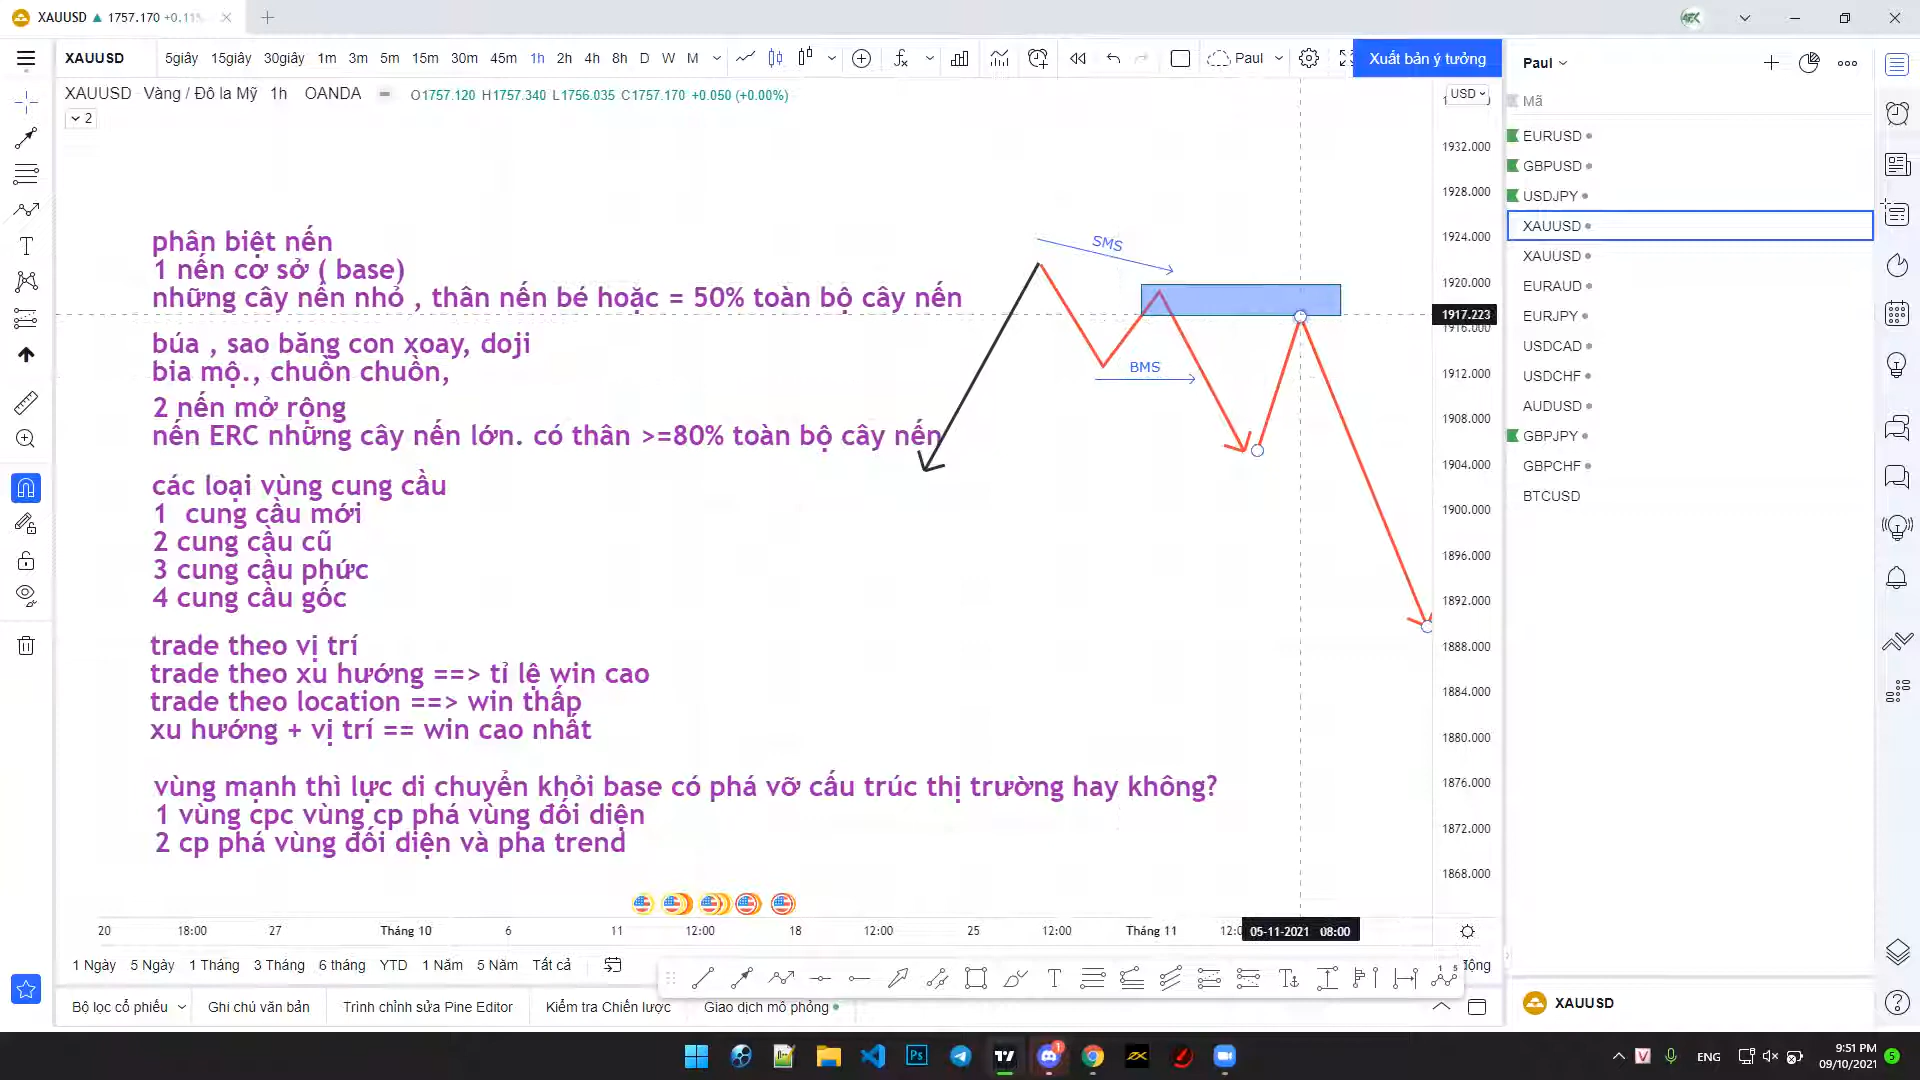 XAUUSD ▲ 1757.170 +0.11%
XAUUSD 5giây 15giây 30giây 1m 3m 5m 15m 30m 45m 1h 2h 4h 8h D W M Paul Xuất bản ý tưởng
XAUUSD Vàng / Đô la Mỹ 1h OANDA O1757.120 H1757.340 L1756.035 C1757.170 +0.050 (+0.00%)
2
USD
phân biệt nến
1 nến cơ sở ( base)
những cây nến nhỏ , thân nến bé hoặc = 50% toàn bộ cây nến
búa , sao băng con xoay, doji
bia mộ., chuồn chuồn,
2 nến mở rộng
nến ERC những cây nến lớn. có thân >=80% toàn bộ cây nến
các loại vùng cung cầu
1 cung cầu mới
2 cung cầu cũ
3 cung cầu phức
4 cung cầu gốc
trade theo vị trí
trade theo xu hướng ==> tỉ lệ win cao
trade theo location ==> win thấp
xu hướng + vị trí == win cao nhất
vùng mạnh thì lực di chuyển khỏi base có phá vỡ cấu trúc thị trường hay không?
1 vùng cpc vùng cp phá vùng đối diện
2 cp phá vùng đối diện và pha trend
SMS
BMS
1932.000
1928.000
1924.000
1920.000
1917.223
1916.000
1912.000
1908.000
1904.000
1900.000
1896.000
1892.000
1888.000
1884.000
1880.000
1876.000
1872.000
1868.000
20 18:00 27 Tháng 10 6 11 12:00 18 12:00 25 12:00 Tháng 11 05-11-2021 08:00
1 Ngày 5 Ngày 1 Tháng 3 Tháng 6 tháng YTD 1 Năm 5 Năm Tất cả
động
Bộ lọc cổ phiếu Ghi chú văn bản Trình chỉnh sửa Pine Editor Kiểm tra Chiến lược Giao dịch mô phỏng
Paul
Mã
EURUSD
GBPUSD
USDJPY
XAUUSD
XAUUSD
EURAUD
EURJPY
USDCAD
USDCHF
AUDUSD
GBPJPY
GBPCHF
BTCUSD
XAUUSD
ENG
9:51 PM
09/10/2021
5